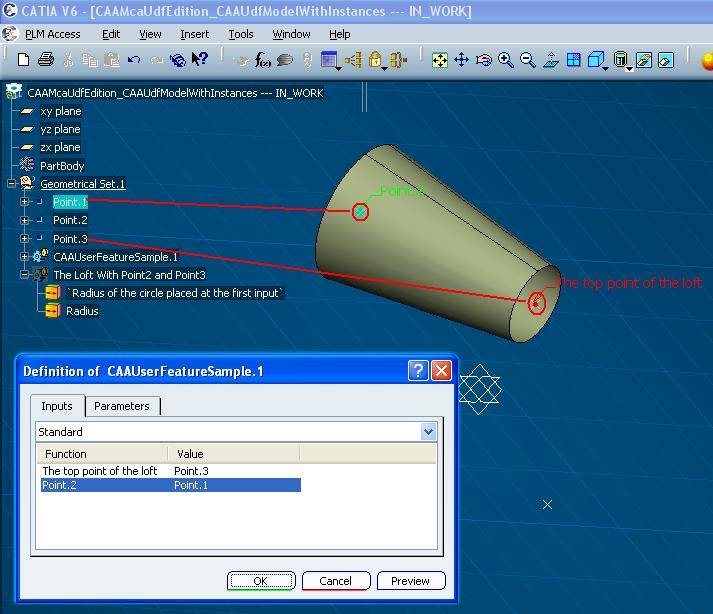 CATIA V6 - [CAAMcaUdfEdition_CAAUdfModelWithInstances --- IN_WORK]
PLM Access Edit View Insert Tools Window Help
f(x)
CAAMcaUdfEdition_CAAUdfModelWithInstances --- IN_WORK
xy plane
yz plane
zx plane
PartBody
Geometrical Set.1
Point.1
Point.2
Point.2
Point.3
CAAUserFeatureSample.1
The Loft With Point2 and Point3
The top point of the loft
`Radius of the circle placed at the first input`
Radius
Definition of CAAUserFeatureSample.1
Inputs Parameters
Standard
Function Value
The top point of the loft Point.3
Point.2 Point.1
OK Cancel Preview